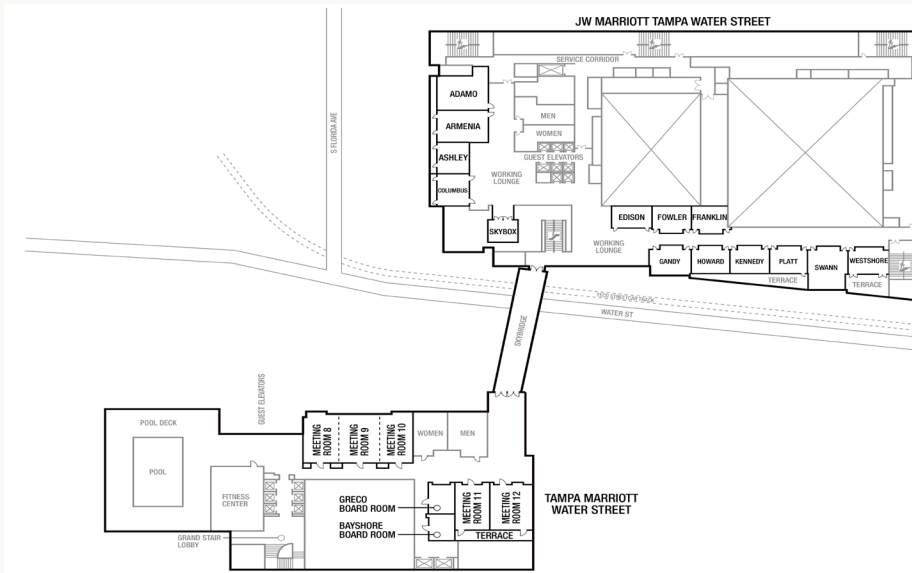 JW MARRIOTT TAMPA WATER STREET
SERVICE CORRIDOR
ADAMO
MEN
ARMENIA
WOMEN
S FLORIDA AVE
ASHLEY
GUEST ELEVATORS
WORKING
LOUNGE
COLUMBUS
SKYBOX
EDISON
FOWLER
FRANKLIN
WORKING
LOUNGE
GANDY
HOWARD
KENNEDY
PLATT
SWANN
WESTSHORE
TERRACE
TERRACE
WATER ST
SKYBRIDGE
GUEST ELEVATORS
POOL DECK
POOL
MEETING
ROOM 8
MEETING
ROOM 9
MEETING
ROOM 10
WOMEN
MEN
FITNESS
CENTER
GRECO
BOARD ROOM
BAYSHORE
BOARD ROOM
MEETING
ROOM 11
MEETING
ROOM 12
TERRACE
TAMPA MARRIOTT
WATER STREET
GRAND STAIR
LOBBY